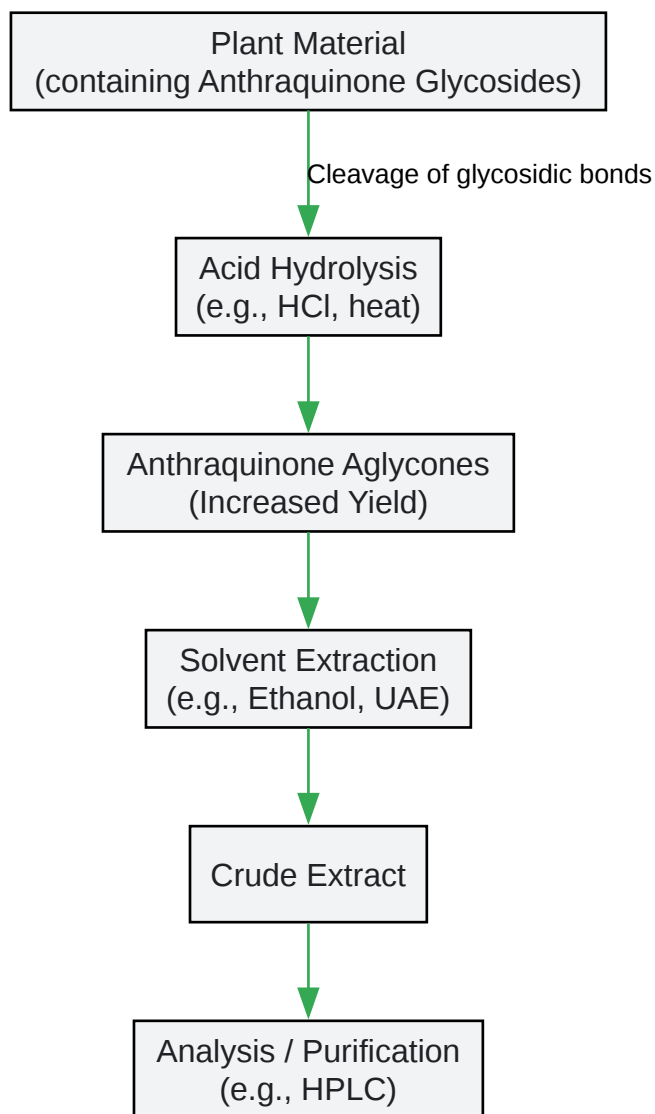 Plant Material
(containing Anthraquinone Glycosides)
Cleavage of glycosidic bonds
Acid Hydrolysis
(e.g., HCl, heat)
Anthraquinone Aglycones
(Increased Yield)
Solvent Extraction
(e.g., Ethanol, UAE)
Crude Extract
Analysis / Purification
(e.g., HPLC)